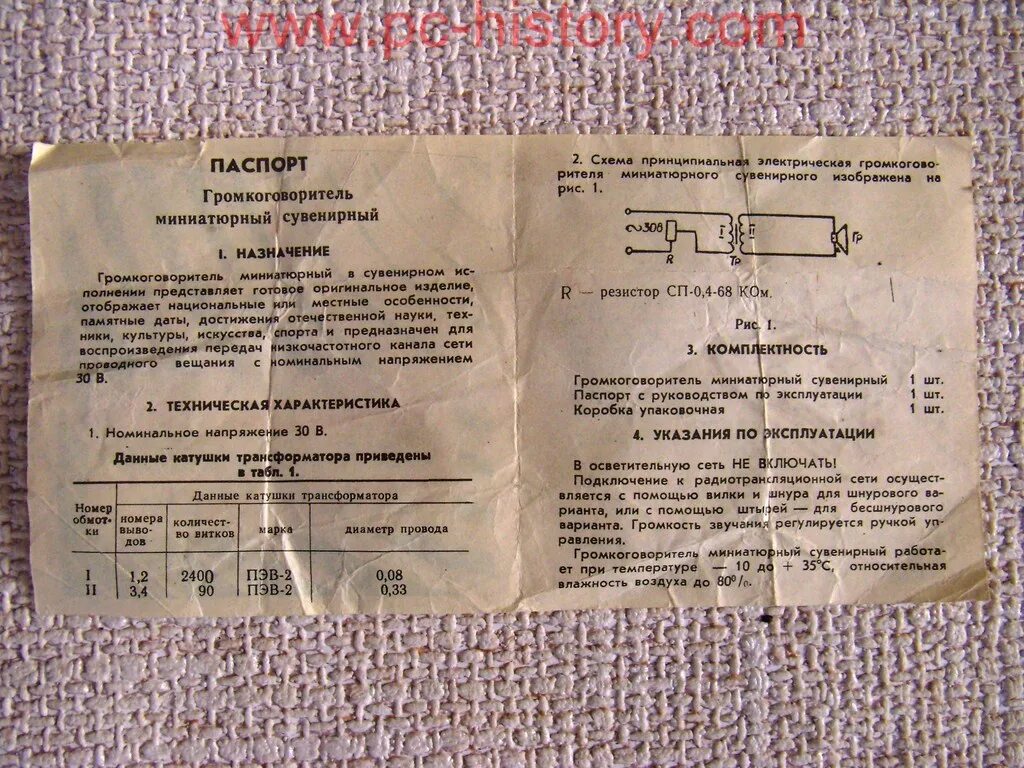 www.pc-history.com
ПАСПОРТ
Громкоговоритель
миниатюрный сувенирный
1. НАЗНАЧЕНИЕ
Громкоговоритель миниатюрный в сувенирном ис-
полнении представляет готовое оригинальное изделие,
отображает национальные или местные особенности,
памятные даты, достижения отечественной науки, тех-
ники, культуры, искусства, спорта и предназначен для
воспроизведения передач низкочастотного канала сети
проводного вещания с номинальным напряжением
30 В.
2. ТЕХНИЧЕСКАЯ ХАРАКТЕРИСТИКА
1. Номинальное напряжение 30 В.
Данные катушки трансформатора приведены
в табл. 1.
Номер обмот-ки
Данные катушки трансформатора
номера выво-дов
количест-во витков
марка
диаметр провода
I 1,2 2400 ПЭВ-2 0,08
II 3,4 90 ПЭВ-2 0,33
2. Схема принципиальная электрическая громкогово-
рителя миниатюрного сувенирного изображена на
рис. 1.
~30В I II Гр
R Тр
R — резистор СП-0,4-68 КОм.
Рис. 1.
3. КОМПЛЕКТНОСТЬ
Громкоговоритель миниатюрный сувенирный 1 шт.
Паспорт с руководством по эксплуатации 1 шт.
Коробка упаковочная 1 шт.
4. УКАЗАНИЯ ПО ЭКСПЛУАТАЦИИ
В осветительную сеть НЕ ВКЛЮЧАТЬ!
Подключение к радиотрансляционной сети осущест-
вляется с помощью вилки и шнура для шнурового ва-
рианта, или с помощью штырей — для бесшнурового
варианта. Громкость звучания регулируется ручкой уп-
равления.
Громкоговоритель миниатюрный сувенирный работа-
ет при температуре — 10 до + 35°С, относительная
влажность воздуха до 80%.